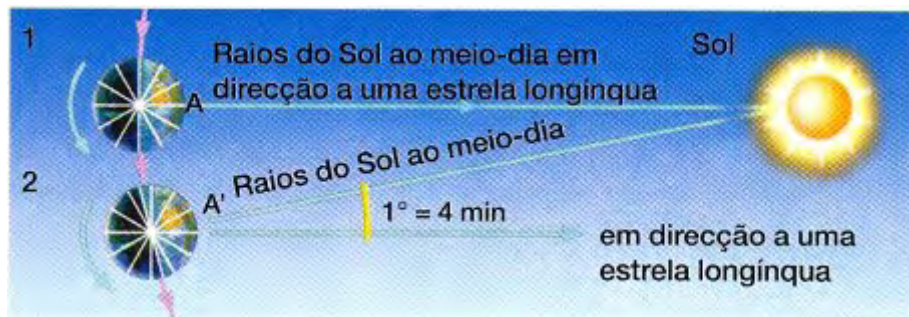 1
Raios do Sol ao meio-dia em
direcção a uma estrela longínqua
Sol
A
2
A' Raios do Sol ao meio-dia
1° = 4 min
em direcção a uma
estrela longínqua